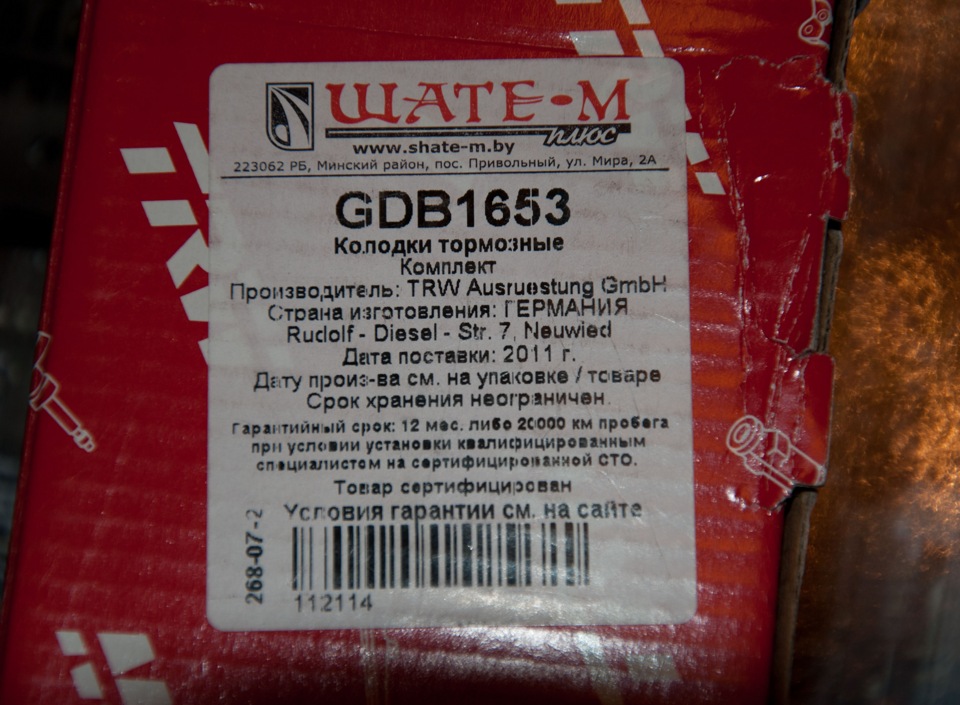 ШАТЕ-М
плюс
www.shate-m.by
223062 РБ, Минский район, пос. Привольный, ул. Мира, 2А
GDB1653
Колодки тормозные
Комплект
Производитель: TRW Ausruestung GmbH
Страна изготовления: ГЕРМАНИЯ
Rudolf - Diesel - Str. 7, Neuwied
Дата поставки: 2011 г.
Дату произ-ва см. на упаковке / товаре
Срок хранения неограничен.
Гарантийный срок: 12 мес. либо 20000 км пробега
при условии установки квалифицированным
специалистом на сертифицированной СТО.
Товар сертифицирован
Условия гарантии см. на сайте
268-07-2
112114